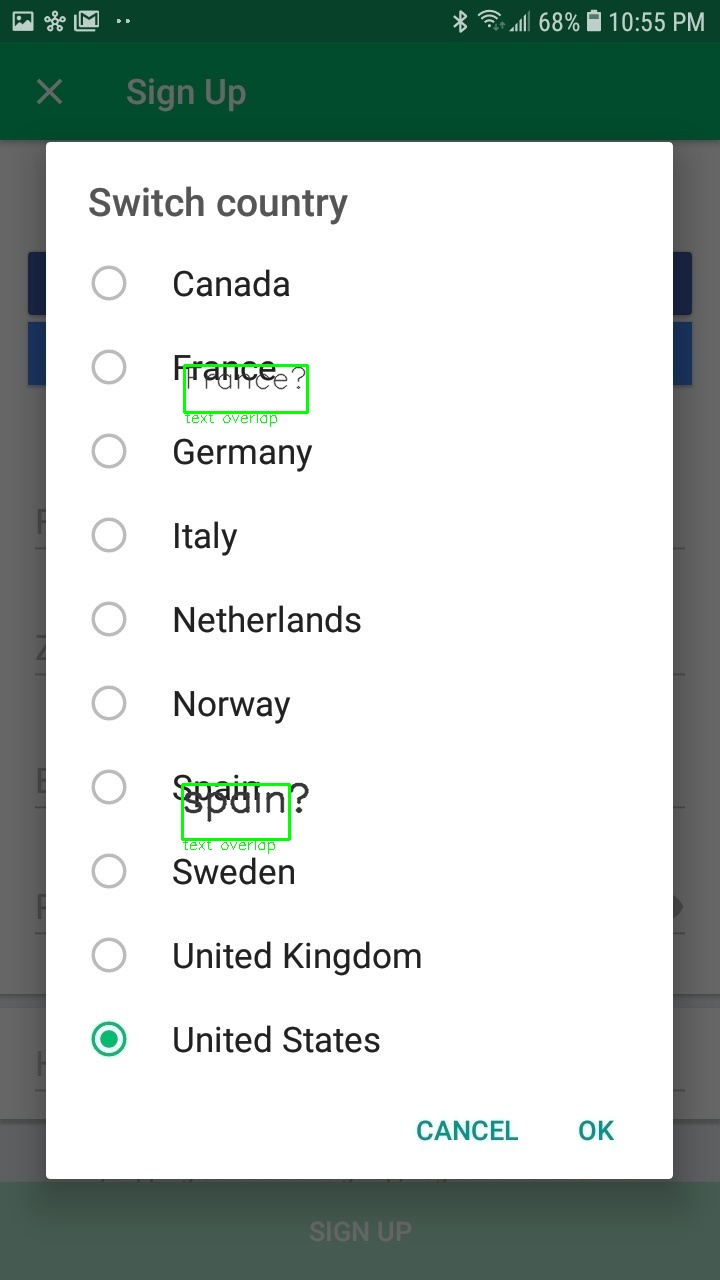 68% 10:55 PM
Sign Up
Switch country
Canada
France
France?
text overlap
Germany
Italy
Netherlands
Norway
Spain
spain?
text overlap
Sweden
United Kingdom
United States
CANCEL OK
SIGN UP